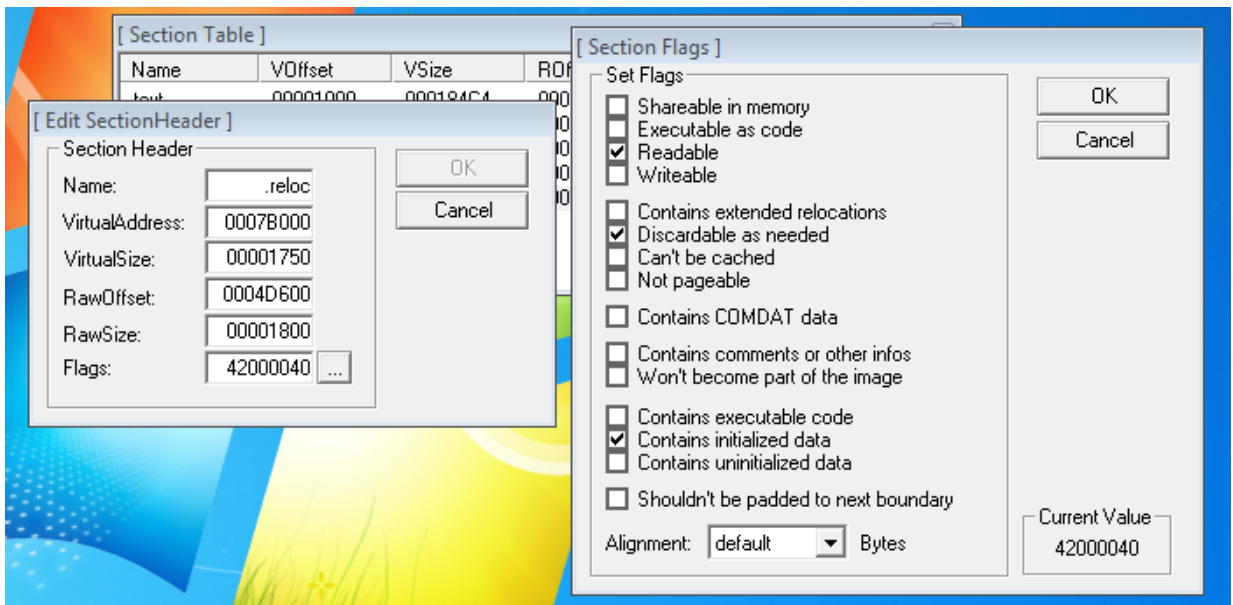 [ Section Table ]
Name VOffset VSize
00001000 000184C4
[ Edit SectionHeader ]
Section Header
Name: .reloc
VirtualAddress: 0007B000
VirtualSize: 00001750
RawOffset: 0004D600
RawSize: 00001800
Flags: 42000040 ...
OK
Cancel
[ Section Flags ]
Set Flags
Shareable in memory
Executable as code
Readable
Writeable
Contains extended relocations
Discardable as needed
Can't be cached
Not pageable
Contains COMDAT data
Contains comments or other infos
Won't become part of the image
Contains executable code
Contains initialized data
Contains uninitialized data
Shouldn't be padded to next boundary
Alignment: default Bytes
OK
Cancel
Current Value
42000040